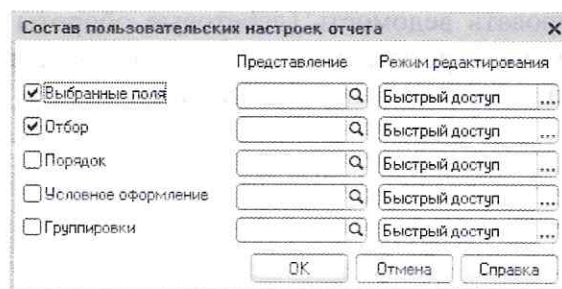 Состав пользовательских настроек отчета
Представление Режим редактирования
Выбранные поля Быстрый доступ ...
Отбор Быстрый доступ ...
Порядок Быстрый доступ ...
Условное оформление Быстрый доступ ...
Группировки Быстрый доступ ...
OK Отмена Справка